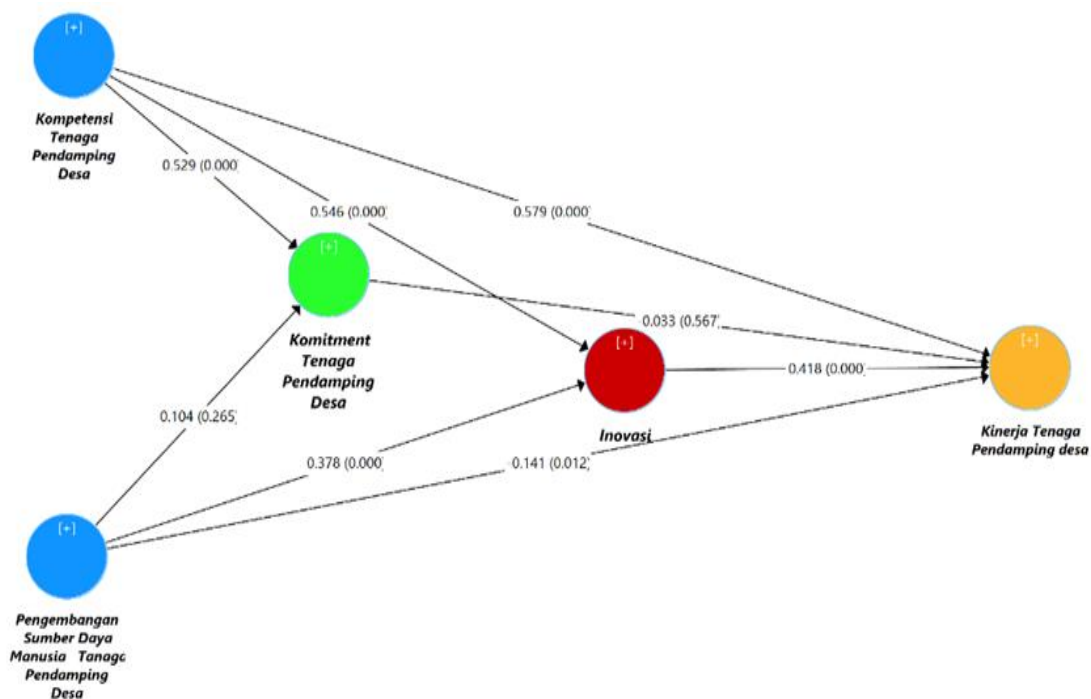 [+]
Kompetensi
Tenaga
Pendamping
Desa
0.529 (0.000)
0.546 (0.000)
0.579 (0.000)
[+]
Komitment
Tenaga
Pendamping
Desa
0.033 (0.567)
[+]
Inovasi
0.418 (0.000)
[+]
Kinerja Tenaga
Pendamping desa
0.104 (0.265)
0.378 (0.000)
-0.141 (0.012)
[+]
Pengembangan
Sumber Daya
Manusia Tanaga
Pendamping
Desa